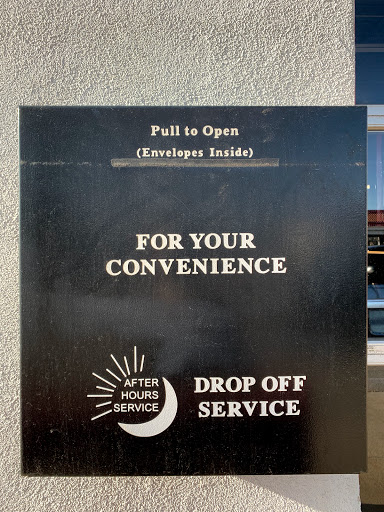 Pull to Open
(Envelopes Inside)
FOR YOUR
CONVENIENCE
AFTER
HOURS
SERVICE
DROP OFF
SERVICE